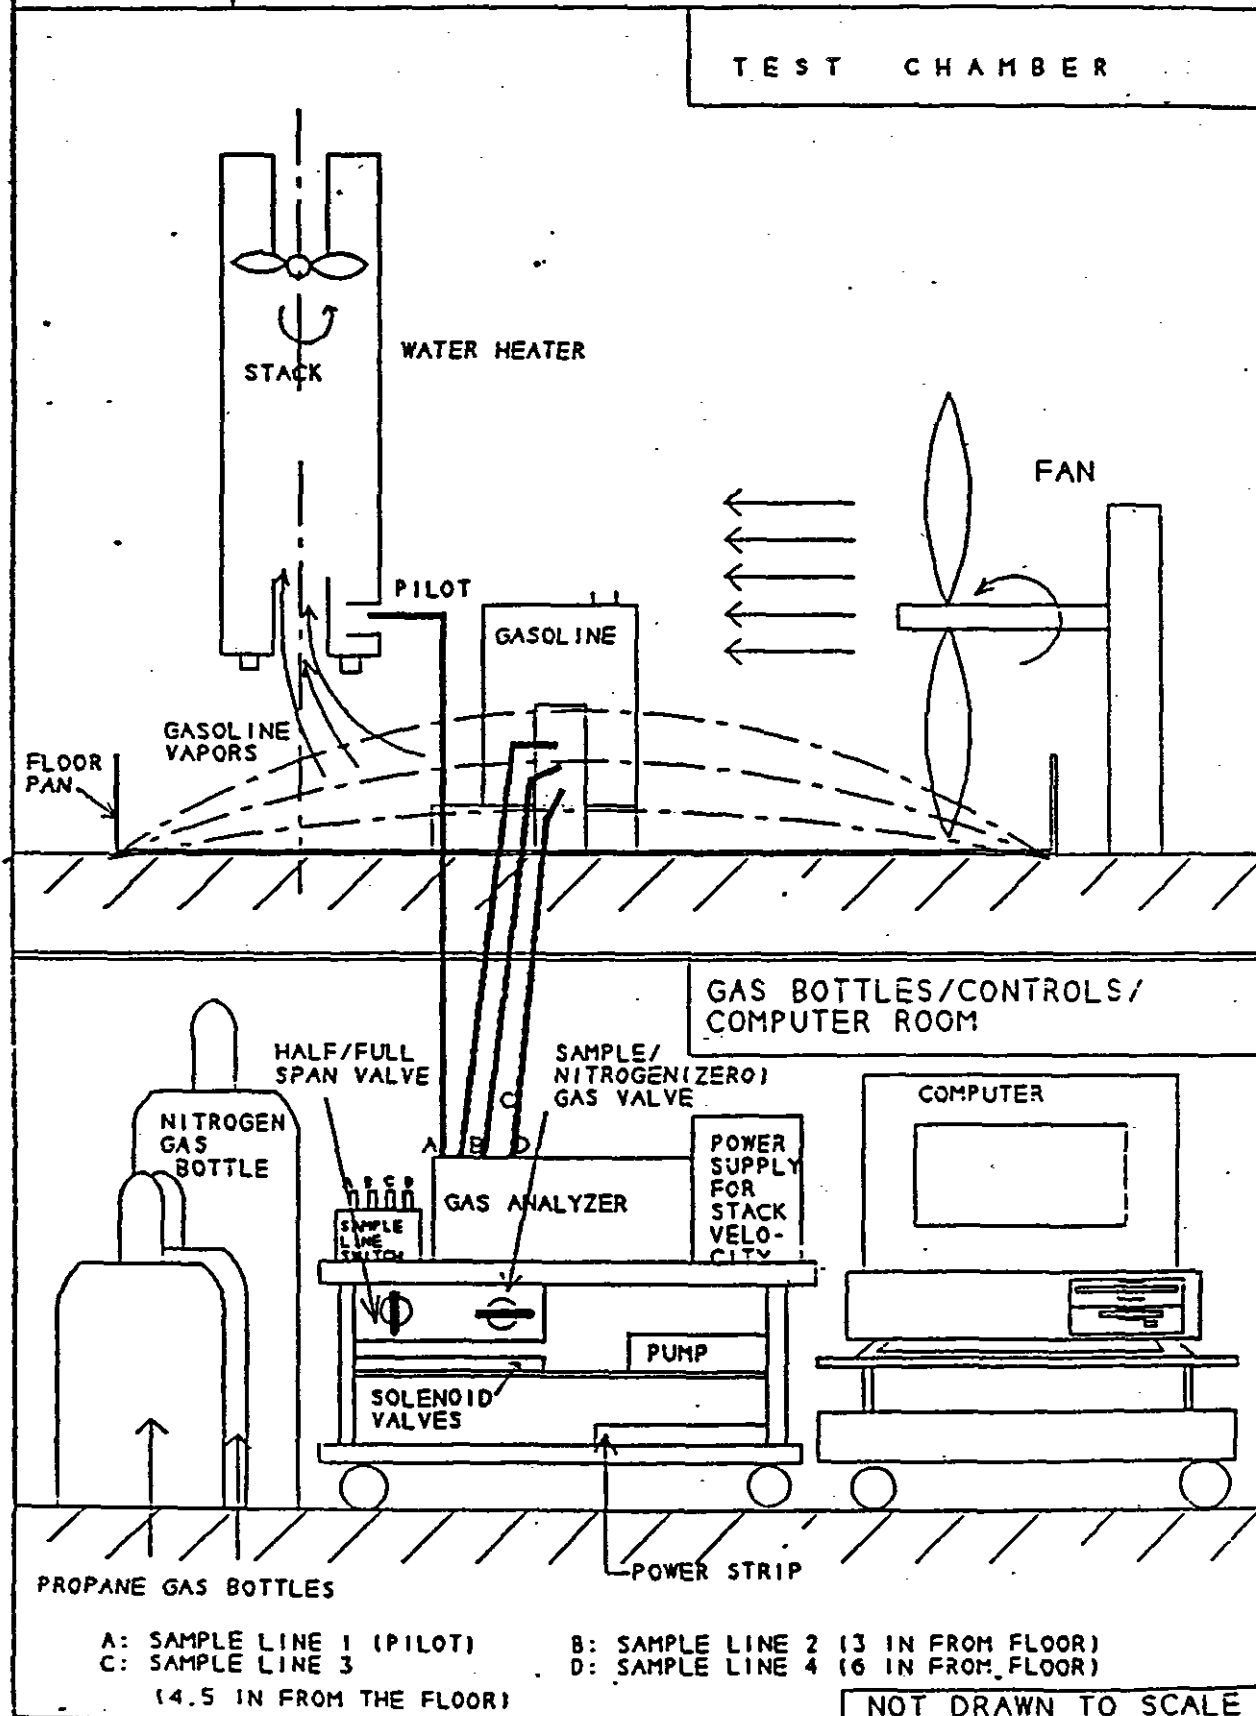 TEST CHAMBER
WATER HEATER
STACK
FAN
PILOT
GASOLINE
GASOLINE
VAPORS
FLOOR
PAN
GAS BOTTLES/CONTROLS/
COMPUTER ROOM
HALF/FULL
SPAN VALVE
SAMPLE/
NITROGEN(ZERO)
GAS VALVE
C
COMPUTER
NITROGEN
GAS
BOTTLE
A B D
POWER
SUPPLY
FOR
STACK
VELO-
CITY
A B C D
GAS ANALYZER
SAMPLE
LINE
SWITCH
PUMP
SOLENOID
VALVES
POWER STRIP
PROPANE GAS BOTTLES
A: SAMPLE LINE 1 (PILOT)
B: SAMPLE LINE 2 (3 IN FROM FLOOR)
C: SAMPLE LINE 3
D: SAMPLE LINE 4 (6 IN FROM FLOOR)
(4.5 IN FROM THE FLOOR)
NOT DRAWN TO SCALE